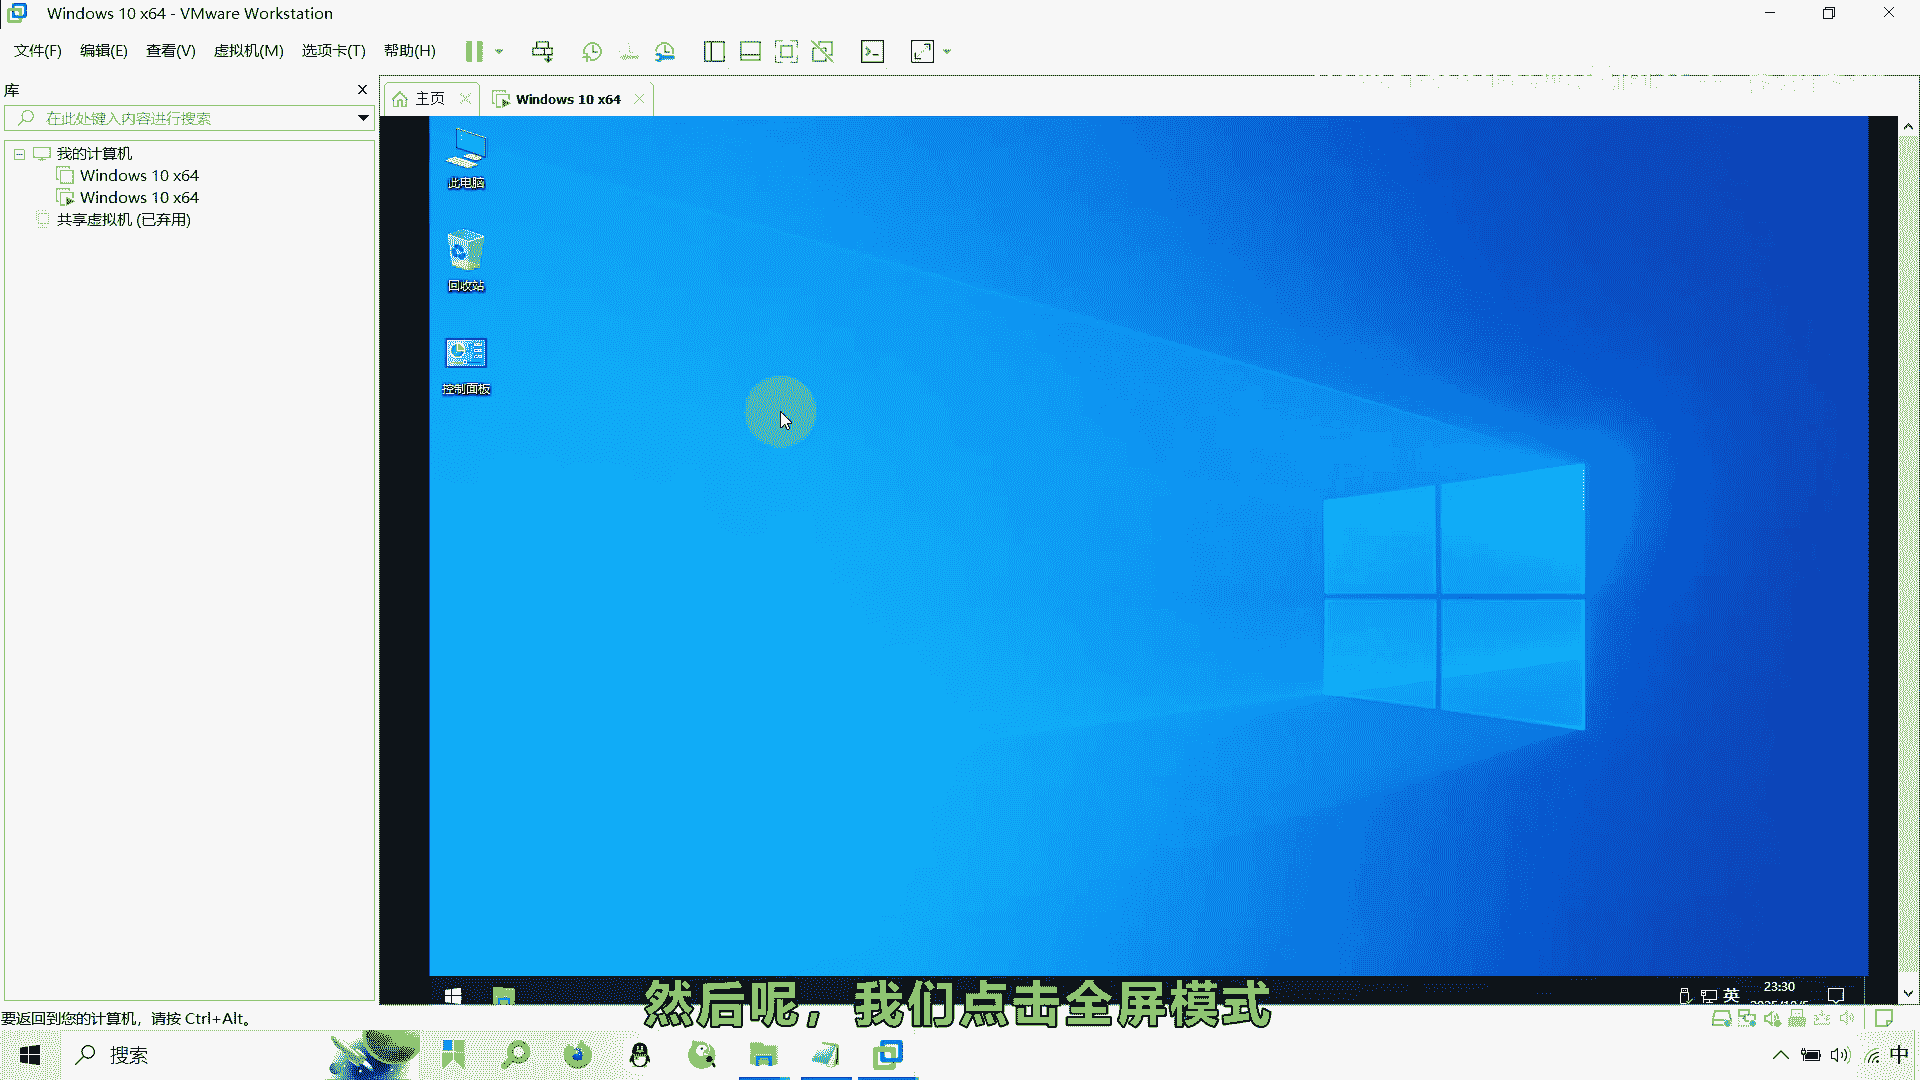 Windows 10 x64 - VMware Workstation
文件(F) 编辑(E) 查看(V) 虚拟机(M) 选项卡(T) 帮助(H)
库
在此处键入内容进行搜索
我的计算机
Windows 10 x64
Windows 10 x64
共享虚拟机 (已弃用)
主页
Windows 10 x64
此电脑
回收站
控制面板
英
23:30
然后呢，我们点击全屏模式
要返回到您的计算机，请按 Ctrl+Alt。
搜索
中